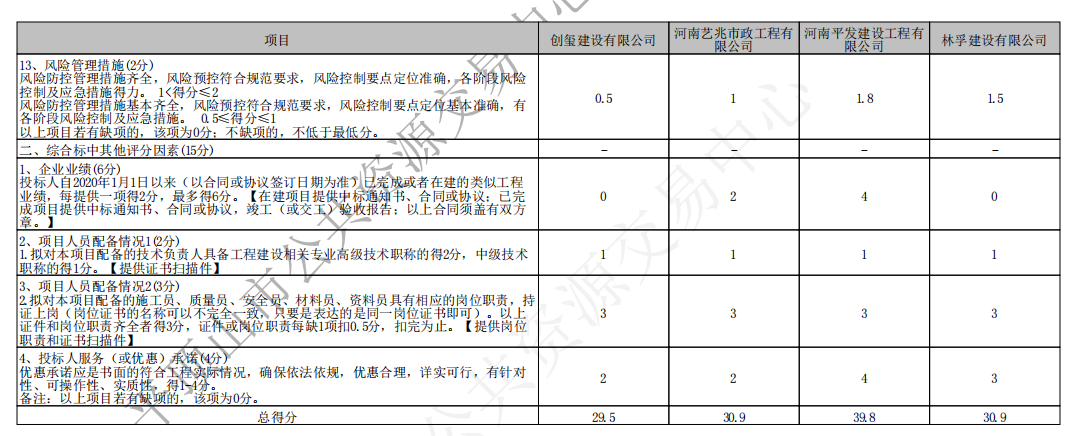 项目 创玺建设有限公司 河南艺兆市政工程有限公司 河南平发建设工程有限公司 林孚建设有限公司
13、风险管理措施(2分)
风险防控管理措施齐全，风险预控符合规范要求，风险控制要点定位准确，各阶段风险
控制及应急措施得力。 1<得分≤2
风险防控管理措施基本齐全，风险预控符合规范要求，风险控制要点定位基本准确，有
各阶段风险控制及应急措施。 0.5≤得分≤1
以上项目若有缺项的，该项为0分；不缺项的，不低于最低分。
0.5 1 1.8 1.5
二、综合标中其他评分因素(15分) － － － －
1、企业业绩(6分)
投标人自2020年1月1日以来（以合同或协议签订日期为准）已完成或者在建的类似工程
业绩，每提供一项得2分，最多得6分。【在建项目提供中标通知书、合同或协议；已完
成项目提供中标通知书、合同或协议，竣工（或交工）验收报告；以上合同须盖有双方
章。】
0 2 4 0
2、项目人员配备情况1(2分)
1.拟对本项目配备的技术负责人具备工程建设相关专业高级技术职称的得2分，中级技术
职称的得1分。【提供证书扫描件】
1 1 1 1
3、项目人员配备情况2(3分)
2.拟对本项目配备的施工员、质量员、安全员、材料员、资料员具有相应的岗位职责，持
证上岗（岗位证书的名称可以不完全一致，只要是表达的是同一岗位证书即可）。以上
证件和岗位职责齐全者得3分，证件或岗位职责每缺1项扣0.5分，扣完为止。【提供岗位
职责和证书扫描件】
3 3 3 3
4、投标人服务（或优惠）承诺(4分)
优惠承诺应是书面的符合工程实际情况，确保依法依规，优惠合理，详实可行，有针对
性、可操作性、实质性，得1-4分。
备注：以上项目若有缺项的，该项为0分。
2 2 4 3
总得分 29.5 30.9 39.8 30.9
平顶山市公共资源交易中心
公共资源交易中心